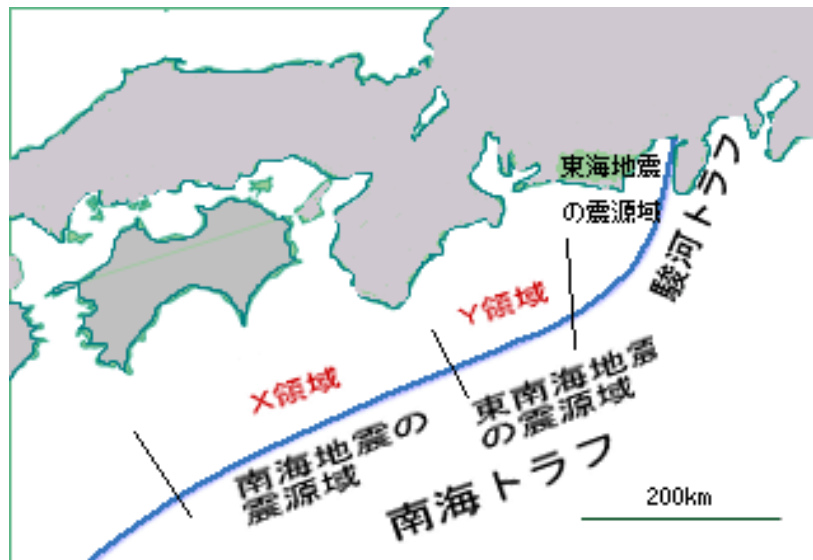 東海地震
の震源域
駿河トラフ
Y領域
X領域
東南海地震
の震源域
南海地震の
震源域
南海トラフ
200km